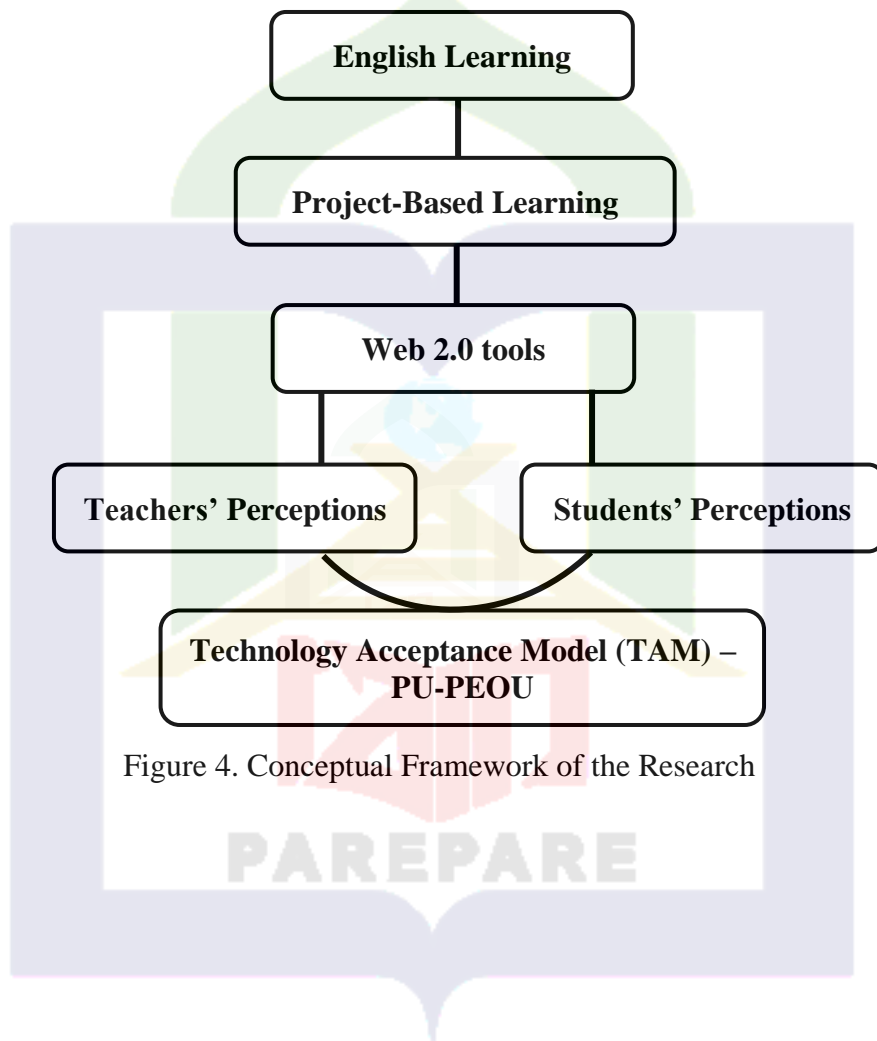 English Learning
Project-Based Learning
Web 2.0 tools
Teachers’ Perceptions
Students’ Perceptions
Technology Acceptance Model (TAM) –
PU-PEOU
Figure 4. Conceptual Framework of the Research
PAREPARE